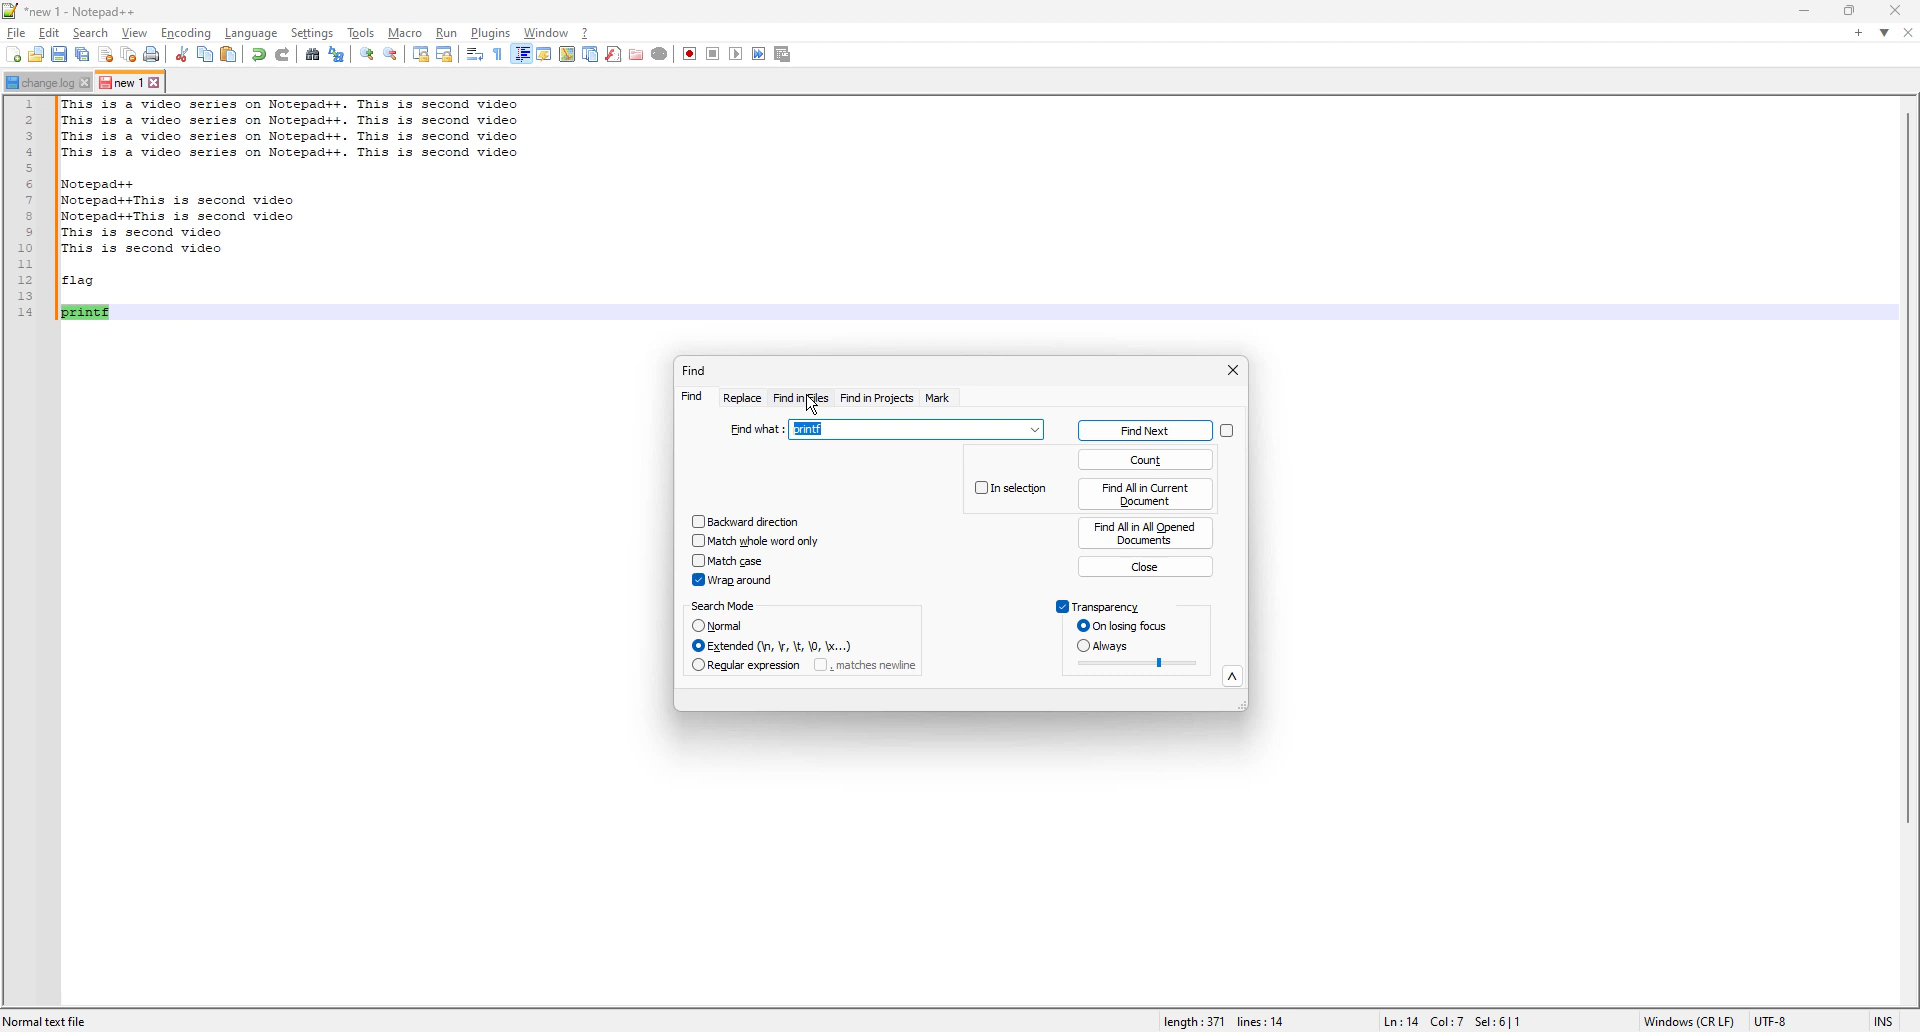 *new 1 - Notepad++
File Edit Search View Encoding Language Settings Tools Macro Run Plugins Window ?
change.log new 1
1 This is a video series on Notepad++. This is second video
2 This is a video series on Notepad++. This is second video
3 This is a video series on Notepad++. This is second video
4 This is a video series on Notepad++. This is second video
5
6 Notepad++
7 Notepad++This is second video
8 Notepad++This is second video
9 This is second video
10 This is second video
11
12 flag
13
14 printf
Find
Find Replace Find in Files Find in Projects Mark
Find what : printf Find Next
Count
In selection Find All in Current
Document
Backward direction Find All in All Opened
Match whole word only Documents
Match case Close
Wrap around
Search Mode Transparency
Normal On losing focus
Extended (\n, \r, \t, \0, \x...) Always
Regular expression . matches newline
Normal text file length : 371 lines : 14 Ln : 14 Col : 7 Sel : 6 | 1 Windows (CR LF) UTF-8 INS